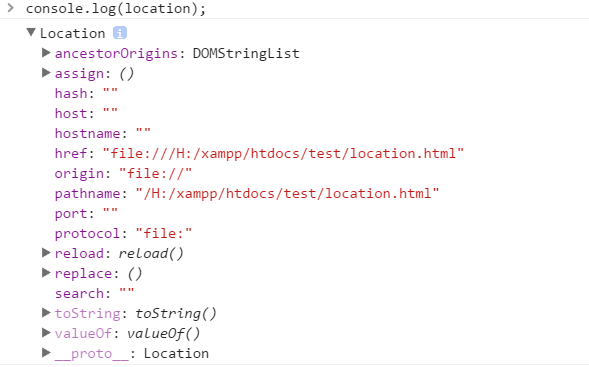 console.log(location);
Location i
ancestorOrigins: DOMStringList
assign: ()
hash: ""
host: ""
hostname: ""
href: "file:///H:/xampp/htdocs/test/location.html"
origin: "file://"
pathname: "/H:/xampp/htdocs/test/location.html"
port: ""
protocol: "file:"
reload: reload()
replace: ()
search: ""
toString: toString()
valueOf: valueOf()
__proto__: Location